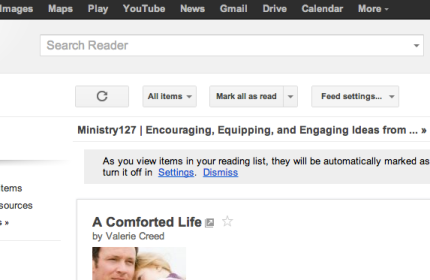 Images Maps Play YouTube News Gmail Drive Calendar More
Search Reader
All items Mark all as read Feed settings...
Ministry127 | Encouraging, Equipping, and Engaging Ideas from ... »
As you view items in your reading list, they will be automatically marked as
turn it off in Settings. Dismiss
tems
sources
s »
A Comforted Life
by Valerie Creed